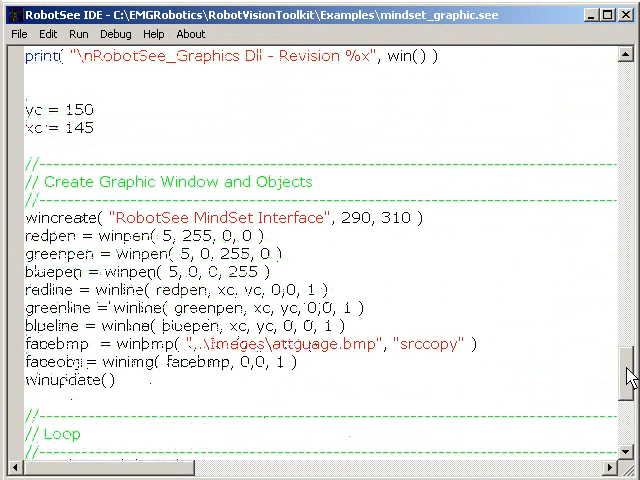 RobotSee IDE - C:\EMGRobotics\RobotVisionToolkit\Examples\mindset_graphic.see
File Edit Run Debug Help About
print( "\nRobotSee_Graphics Dll - Revision %x", win() )
yc = 150
xc = 145
//------------------------------------------------------------
// Create Graphic Window and Objects
//------------------------------------------------------------
wincreate( "RobotSee MindSet Interface", 290, 310 )
redpen = winpen( 5, 255, 0, 0 )
greenpen = winpen( 5, 0, 255, 0 )
bluepen = winpen( 5, 0, 0, 255 )
redline = winline( redpen, xc, yc, 0,0, 1 )
greenline = winline( greenpen, xc, yc, 0,0, 1 )
blueline = winline( bluepen, xc, yc, 0, 0, 1 )
facebmp = winbmp( "..\Images\attguage.bmp", "srccopy" )
faceobj = winimg( facebmp, 0,0, 1 )
winupdate()
//------------------------------------------------------------
// Loop
//------------------------------------------------------------